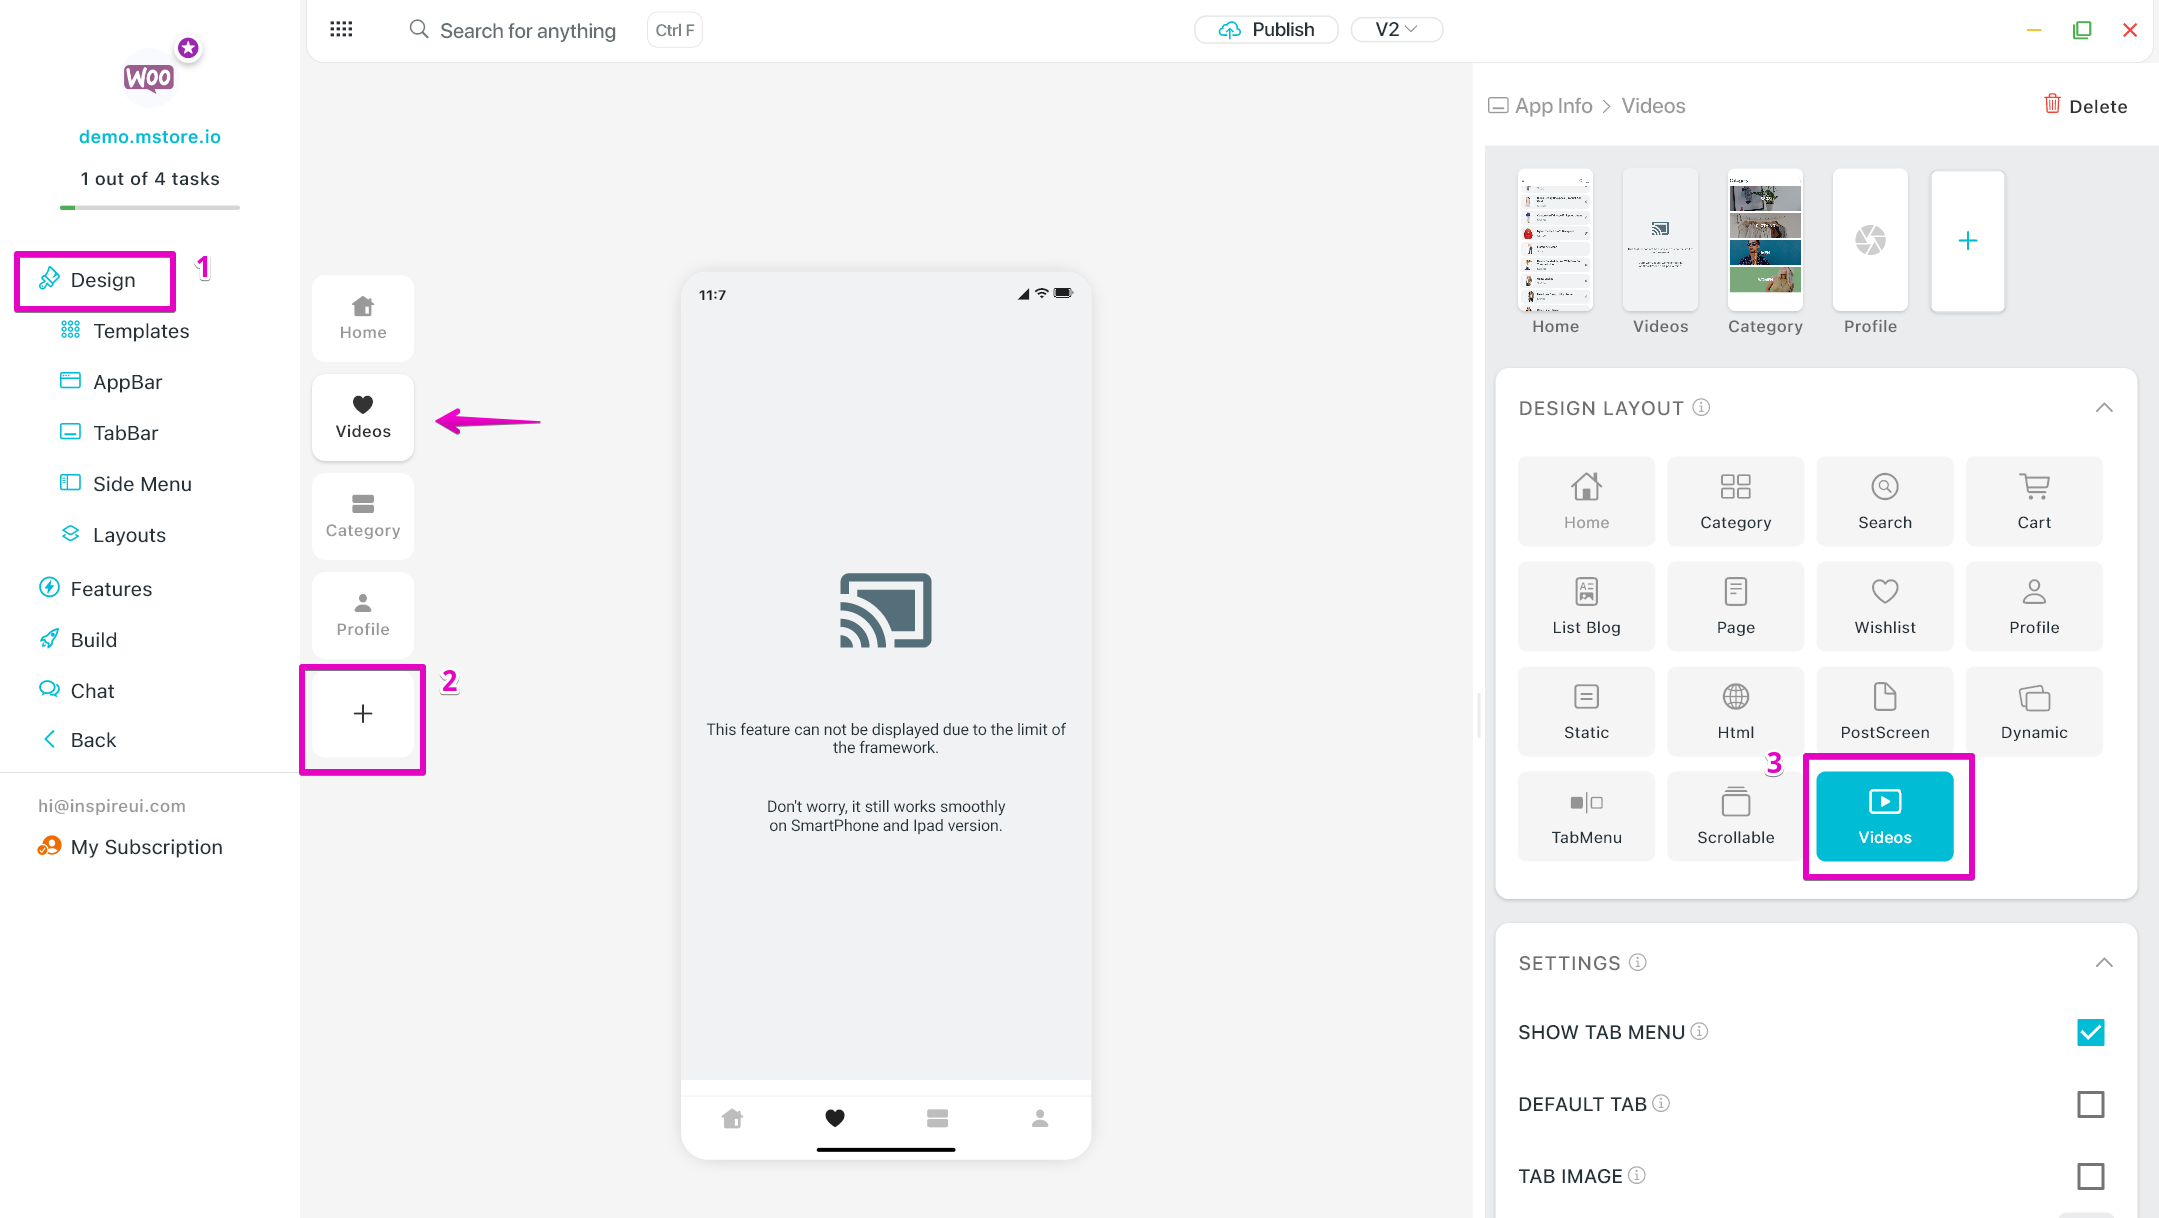 Search for anything
Ctrl F
Publish
V2
WOO
demo.mstore.io
1 out of 4 tasks
Design
1
Templates
AppBar
TabBar
Side Menu
Layouts
Features
Build
Chat
Back
hi@inspireui.com
My Subscription
Home
Videos
Category
Profile
+
2
11:7
This feature can not be displayed due to the limit of
the framework.
Don't worry, it still works smoothly
on SmartPhone and Ipad version.
App Info > Videos
Delete
Category
Home
Videos
Category
Profile
+
DESIGN LAYOUT
Home
Category
Search
Cart
List Blog
Page
Wishlist
Profile
Static
Html
PostScreen
Dynamic
3
TabMenu
Scrollable
Videos
SETTINGS
SHOW TAB MENU
DEFAULT TAB
TAB IMAGE